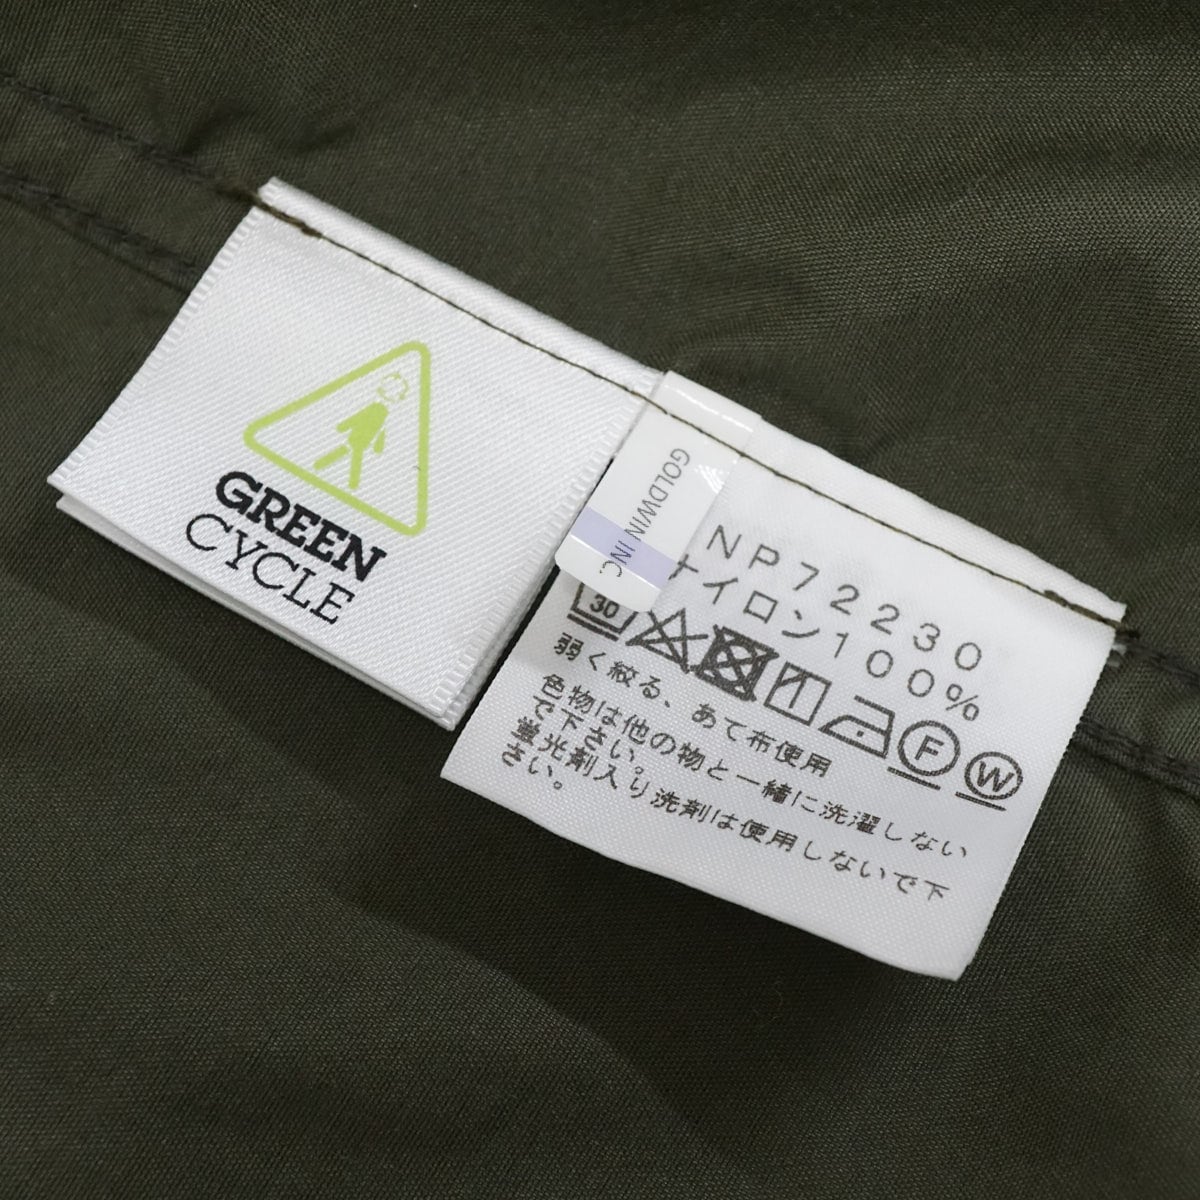 GREEN
CYCLE
GOLDWIN INC.
NP72230
ナイロン100%
30
F
W
弱く絞る、あて布使用
色物は他の物と一緒に洗濯しない
で下さい。
蛍光剤入り洗剤は使用しないで下
さい。